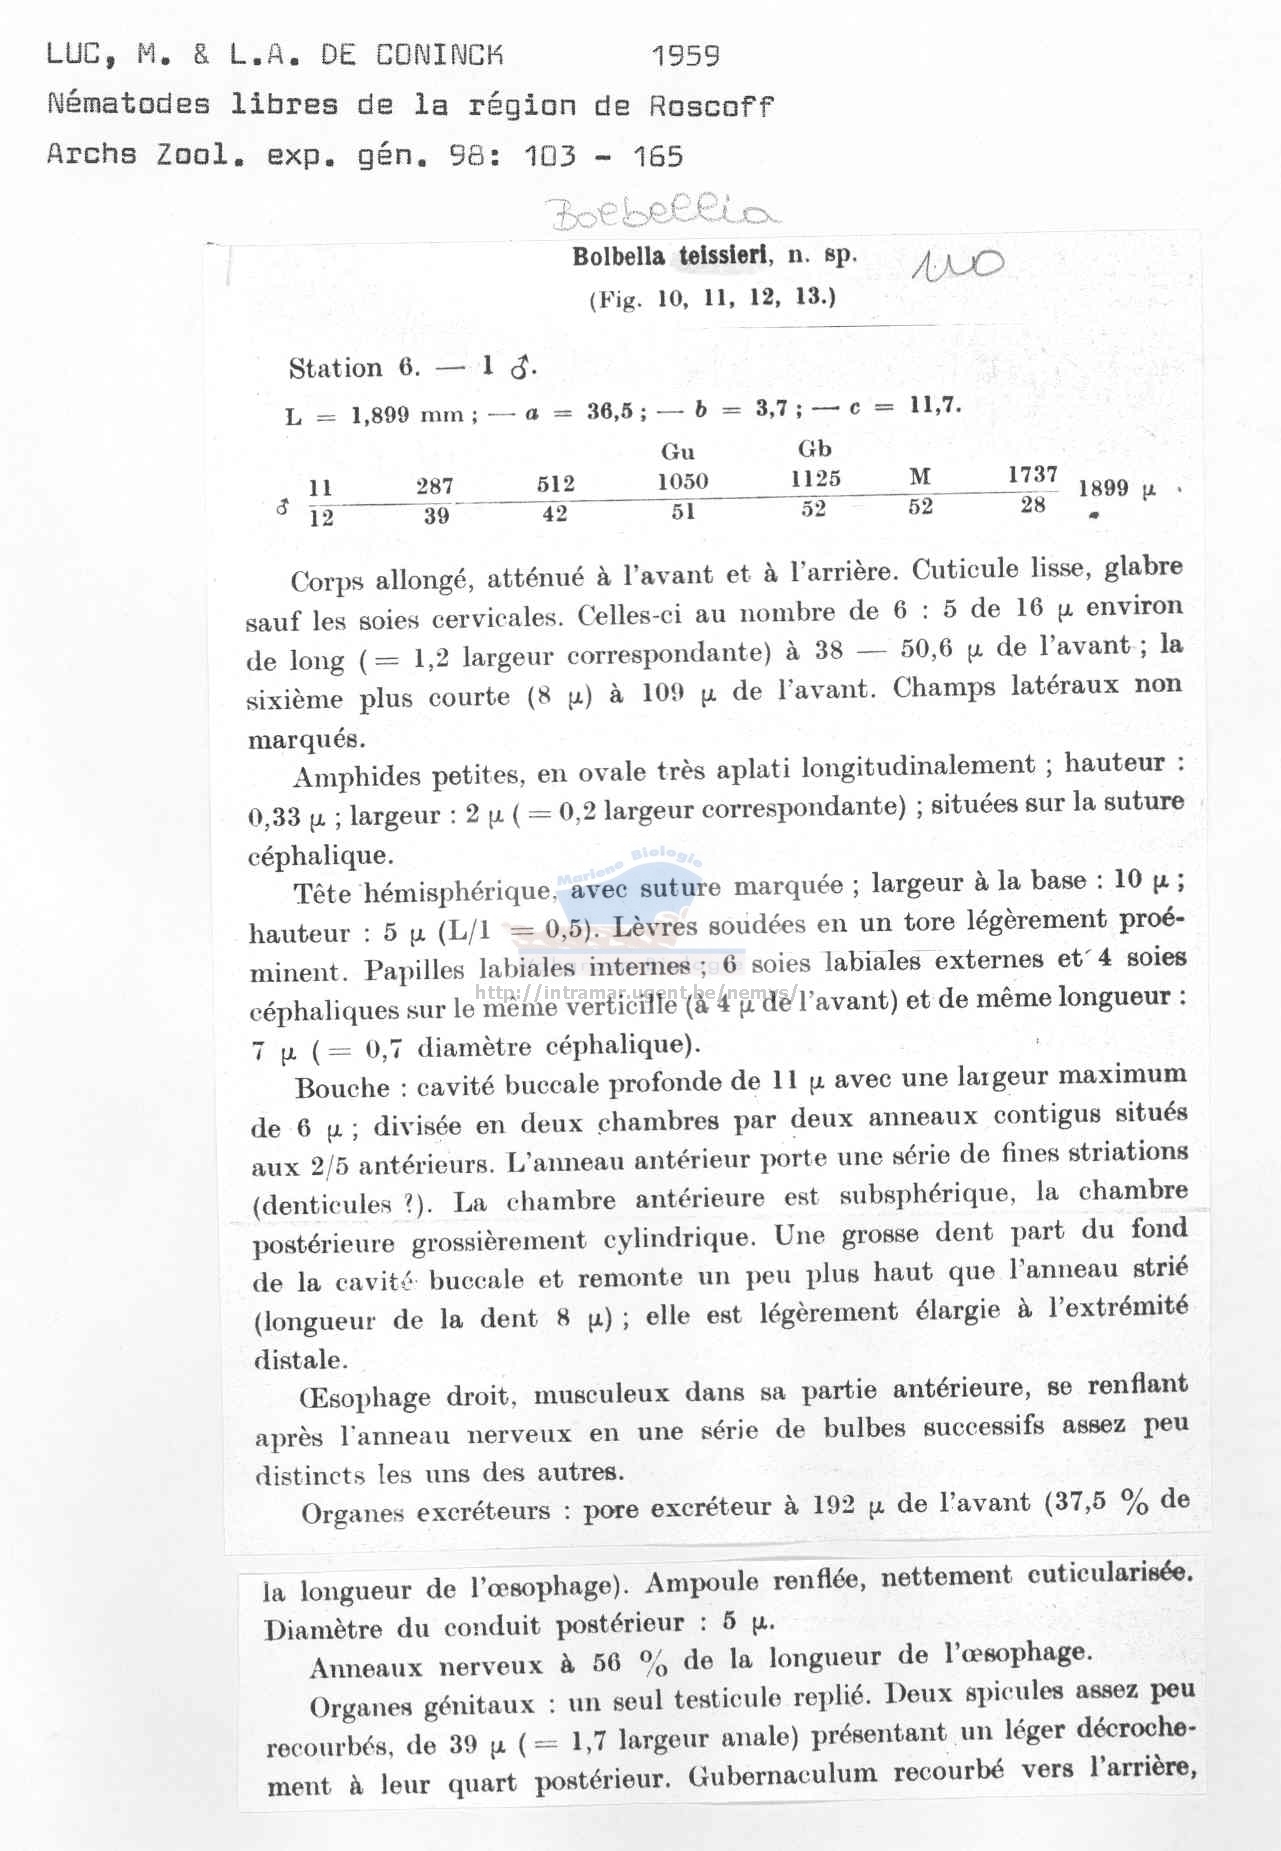 LUC, M. & L.A. DE CONINCK 1959
Nématodes libres de la région de Roscoff
Archs Zool. exp. gén. 98: 103 - 165
Bolbellia
Bolbella teissieri, n. sp.
(Fig. 10, 11, 12, 13.)
Station 6. — 1 ♂.
L = 1,899 mm ; — a = 36,5 ; — b = 3,7 ; — c = 11,7.
Gu Gb
♂ 11 287 512 1050 1125 M 1737 1899 μ
12 39 42 51 52 52 28
Corps allongé, atténué à l'avant et à l'arrière. Cuticule lisse, glabre
sauf les soies cervicales. Celles-ci au nombre de 6 : 5 de 16 μ environ
de long (= 1,2 largeur correspondante) à 38 — 50,6 μ de l'avant ; la
sixième plus courte (8 μ) à 109 μ de l'avant. Champs latéraux non
marqués.
Amphides petites, en ovale très aplati longitudinalement ; hauteur :
0,33 μ ; largeur : 2 μ (= 0,2 largeur correspondante) ; situées sur la suture
céphalique.
Tête hémisphérique, avec suture marquée ; largeur à la base : 10 μ ;
hauteur : 5 μ (L/l = 0,5). Lèvres soudées en un tore légèrement proé-
minent. Papilles labiales internes ; 6 soies labiales externes et 4 soies
céphaliques sur le même verticille (à 4 μ de l'avant) et de même longueur :
7 μ (= 0,7 diamètre céphalique).
Bouche : cavité buccale profonde de 11 μ avec une largeur maximum
de 6 μ ; divisée en deux chambres par deux anneaux contigus situés
aux 2/5 antérieurs. L'anneau antérieur porte une série de fines striations
(denticules ?). La chambre antérieure est subsphérique, la chambre
postérieure grossièrement cylindrique. Une grosse dent part du fond
de la cavité buccale et remonte un peu plus haut que l'anneau strié
(longueur de la dent 8 μ) ; elle est légèrement élargie à l'extrémité
distale.
Œsophage droit, musculeux dans sa partie antérieure, se renflant
après l'anneau nerveux en une série de bulbes successifs assez peu
distincts les uns des autres.
Organes excréteurs : pore excréteur à 192 μ de l'avant (37,5 % de
la longueur de l'œsophage). Ampoule renflée, nettement cuticularisée.
Diamètre du conduit postérieur : 5 μ.
Anneaux nerveux à 56 % de la longueur de l'œsophage.
Organes génitaux : un seul testicule replié. Deux spicules assez peu
recourbés, de 39 μ (= 1,7 largeur anale) présentant un léger décroche-
ment à leur quart postérieur. Gubernaculum recourbé vers l'arrière,
Mariene Biologie
http://intramar.ugent.be/nemys/